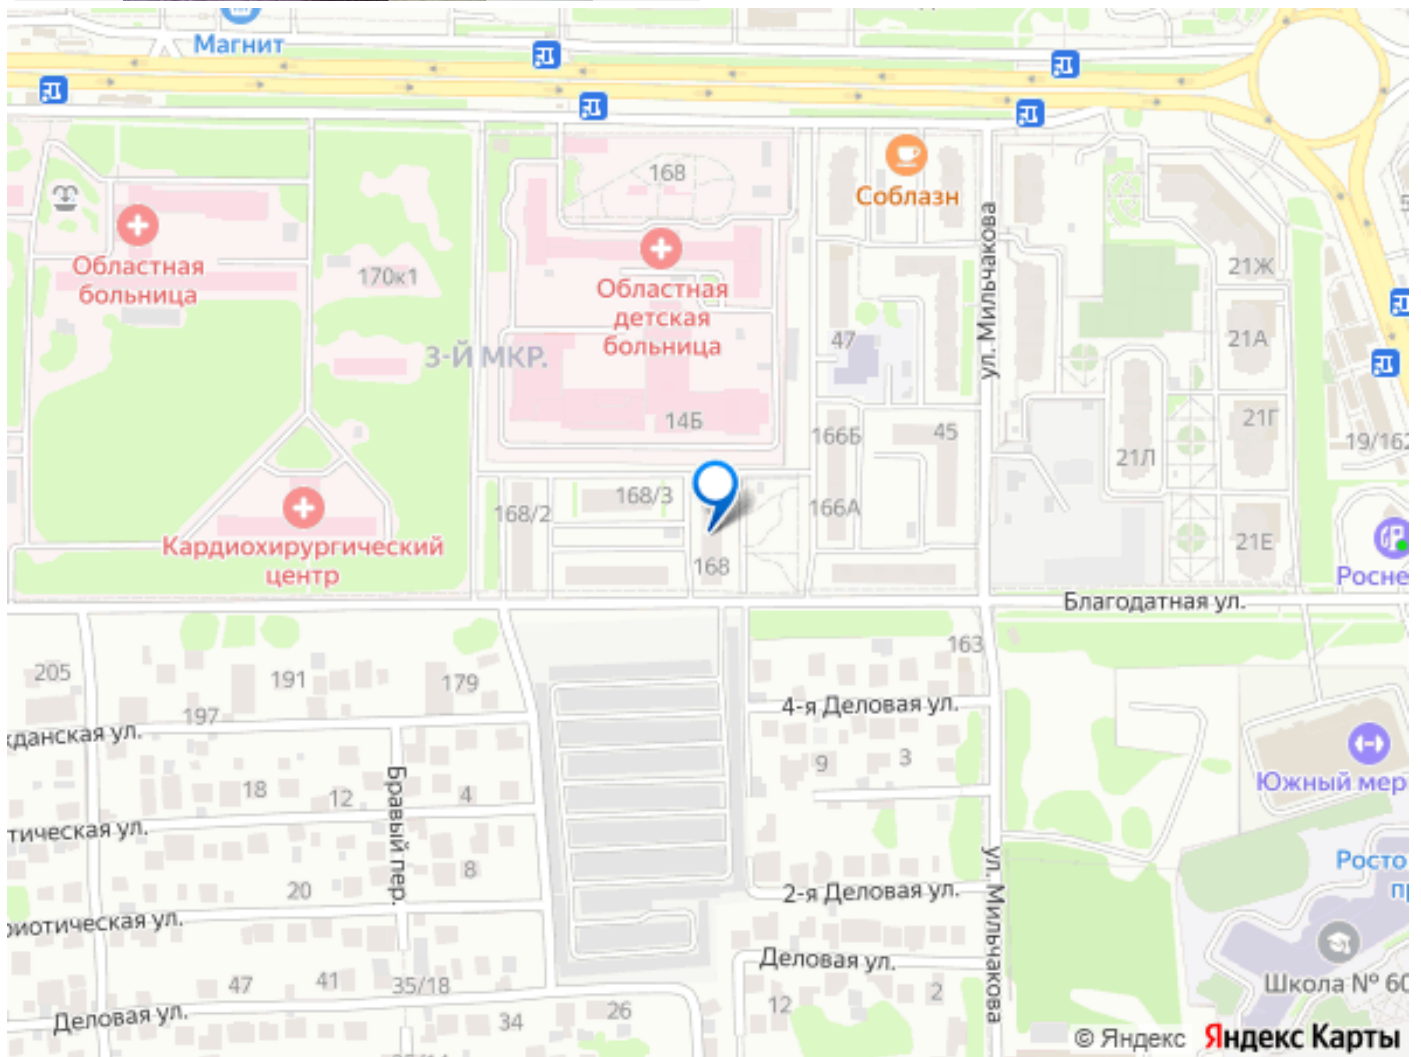 Магнит
168
Соблазн
ул. Мильчакова
Областная
больница
170к1
Областная
детская
больница
3-Й МКР.
47
21Ж
21А
14Б
166Б
45
21Г
21Л
19/162
168/2
168/3
166А
168
21Е
Кардиохирургический
центр
Росне
Благодатная ул.
205
191
179
163
197
4-я Деловая ул.
жданская ул.
18
12
4
9
3
Южный мер
Бравый пер.
тическая ул.
8
20
2-я Деловая ул.
ул. Мильчакова
Росто
пр
риотическая ул.
Деловая ул.
47
41
35/18
Школа № 60
Деловая ул.
34
26
12
2
© Яндекс Яндекс Карты